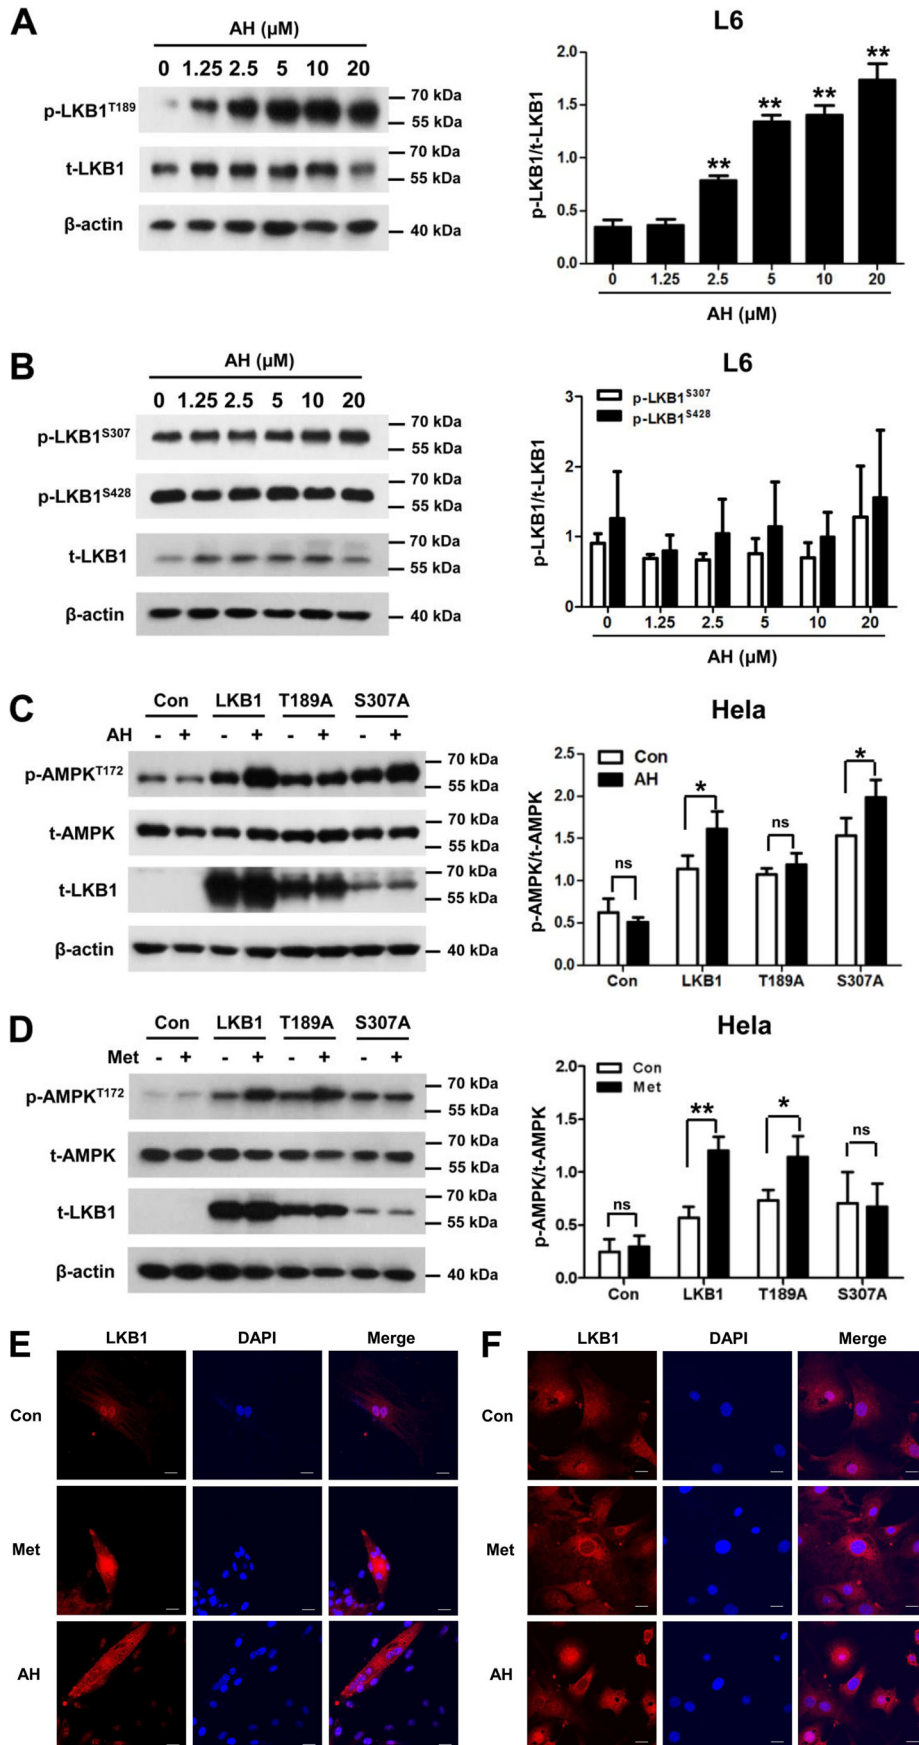 A
AH (μM)
0 1.25 2.5 5 10 20
p-LKB1T189
70 kDa
55 kDa
t-LKB1
70 kDa
55 kDa
β-actin
40 kDa
L6
p-LKB1/t-LKB1
2.0
1.5
1.0
0.5
0.0
** ** ** **
0 1.25 2.5 5 10 20
AH (μM)
B
AH (μM)
0 1.25 2.5 5 10 20
p-LKB1S307
70 kDa
55 kDa
p-LKB1S428
70 kDa
55 kDa
t-LKB1
70 kDa
55 kDa
β-actin
40 kDa
L6
p-LKB1S307
p-LKB1S428
p-LKB1/t-LKB1
3
2
1
0
0 1.25 2.5 5 10 20
AH (μM)
C
Con LKB1 T189A S307A
AH - + - + - + - +
p-AMPKT172
70 kDa
55 kDa
t-AMPK
70 kDa
55 kDa
t-LKB1
70 kDa
55 kDa
β-actin
40 kDa
Hela
Con
AH
p-AMPK/t-AMPK
2.5
2.0
1.5
1.0
0.5
0.0
ns * ns *
Con LKB1 T189A S307A
D
Con LKB1 T189A S307A
Met - + - + - + - +
p-AMPKT172
70 kDa
55 kDa
t-AMPK
70 kDa
55 kDa
t-LKB1
70 kDa
55 kDa
β-actin
40 kDa
Hela
Con
Met
p-AMPK/t-AMPK
2.0
1.5
1.0
0.5
0.0
ns ** * ns
Con LKB1 T189A S307A
E
LKB1 DAPI Merge
Con
Met
AH
F
LKB1 DAPI Merge
Con
Met
AH